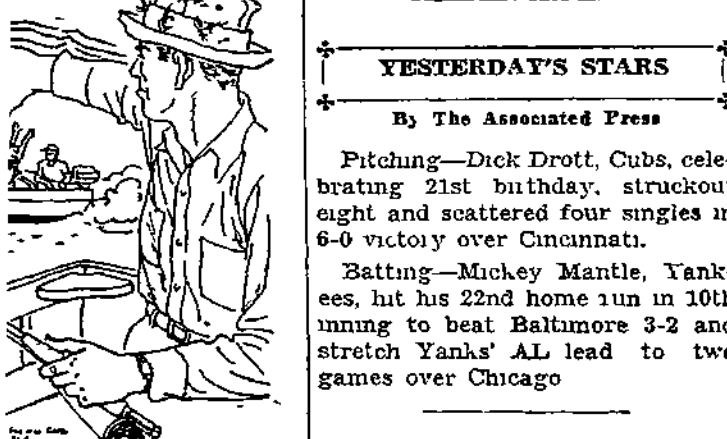 YESTERDAY'S STARS
By The Associated Press
Pitching—Dick Drott, Cubs, cele-
brating 21st birthday, struckout
eight and scattered four singles in
6-0 victory over Cincinnati.
Batting—Mickey Mantle, Yank-
ees, hit his 22nd home run in 10th
inning to beat Baltimore 3-2 and
stretch Yanks' AL lead to two
games over Chicago